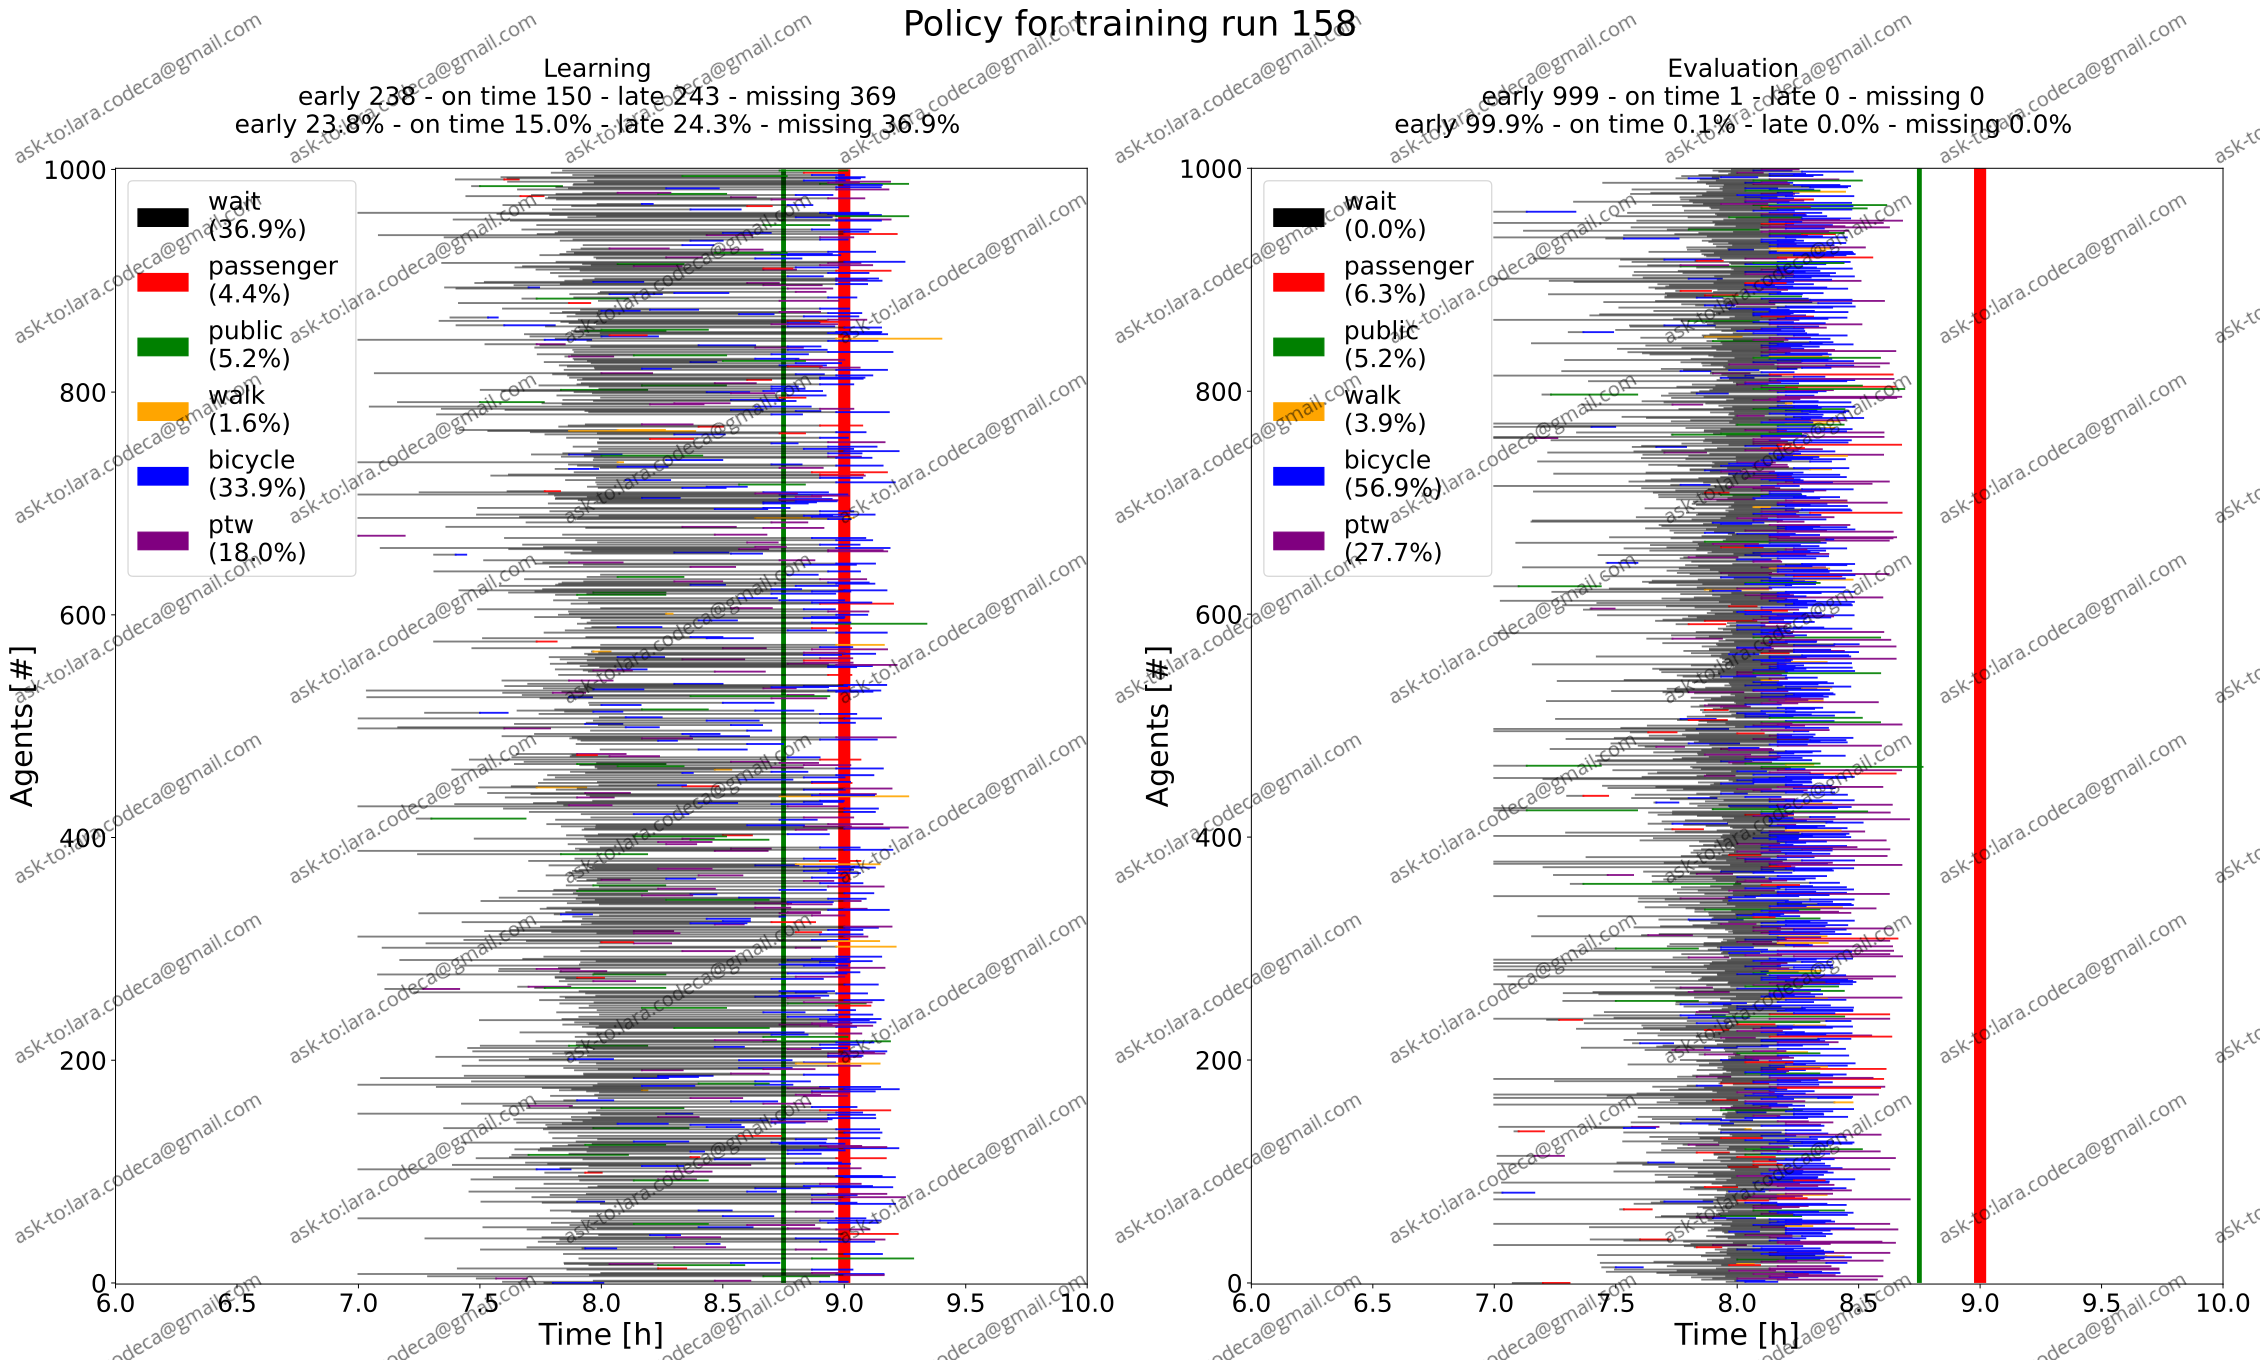 Policy for training run 158
Learning
early 238 - on time 150 - late 243 - missing 369
early 23.8% - on time 15.0% - late 24.3% - missing 36.9%
Agents [#]
1000
800
600
400
200
0
wait
(36.9%)
passenger
(4.4%)
public
(5.2%)
walk
(1.6%)
bicycle
(33.9%)
ptw
(18.0%)
6.0 6.5 7.0 7.5 8.0 8.5 9.0 9.5 10.0
Time [h]
Evaluation
early 999 - on time 1 - late 0 - missing 0
early 99.9% - on time 0.1% - late 0.0% - missing 0.0%
Agents [#]
1000
800
600
400
200
0
wait
(0.0%)
passenger
(6.3%)
public
(5.2%)
walk
(3.9%)
bicycle
(56.9%)
ptw
(27.7%)
6.0 6.5 7.0 7.5 8.0 8.5 9.0 9.5 10.0
Time [h]
ask-to:lara.codeca@gmail.com